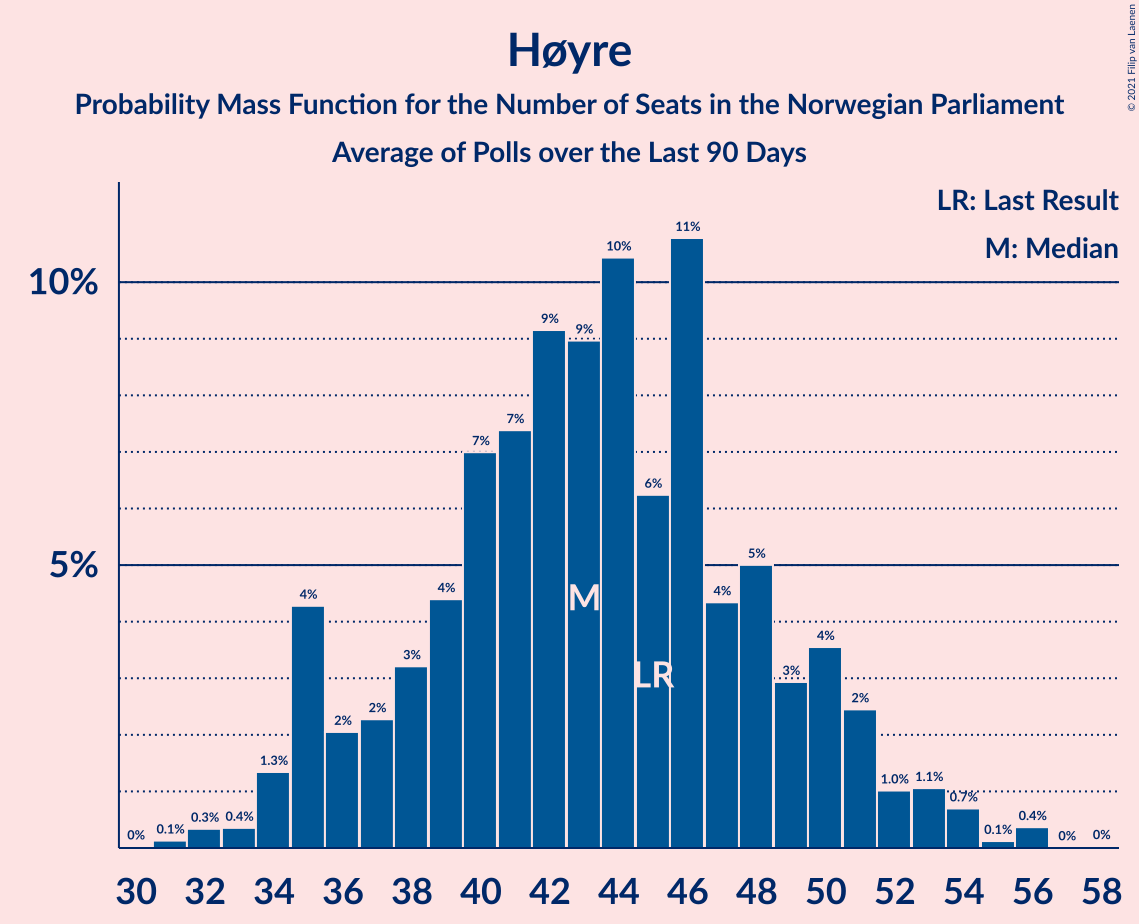 Høyre
Probability Mass Function for the Number of Seats in the Norwegian Parliament
Average of Polls over the Last 90 Days
© 2021 Filip van Laenen
LR: Last Result
M: Median
10%
5%
0% 0.1% 0.3% 0.4% 1.3% 4% 2% 2% 3% 4% 7% 7% 9% 9% 10% 6% 11% 4% 5% 3% 4% 2% 1.0% 1.1% 0.7% 0.1% 0.4% 0% 0%
M
LR
30 32 34 36 38 40 42 44 46 48 50 52 54 56 58